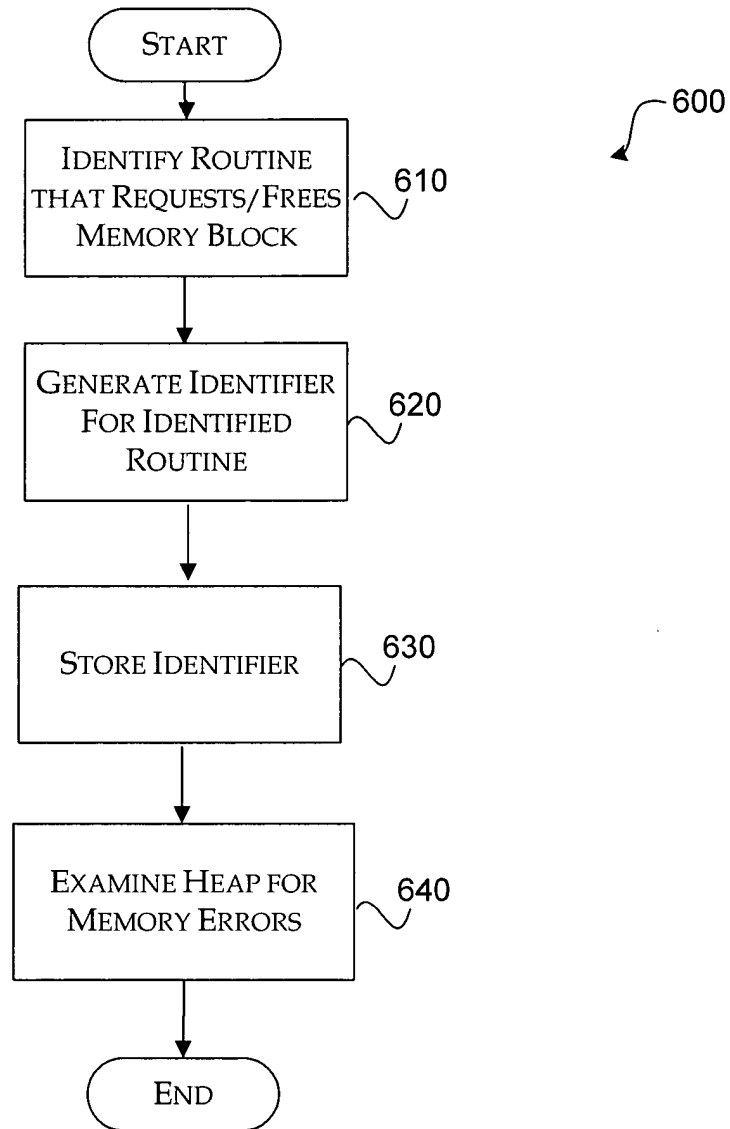 START
600
IDENTIFY ROUTINE
THAT REQUESTS/FREES
MEMORY BLOCK
610
GENERATE IDENTIFIER
FOR IDENTIFIED
ROUTINE
620
STORE IDENTIFIER
630
EXAMINE HEAP FOR
MEMORY ERRORS
640
END